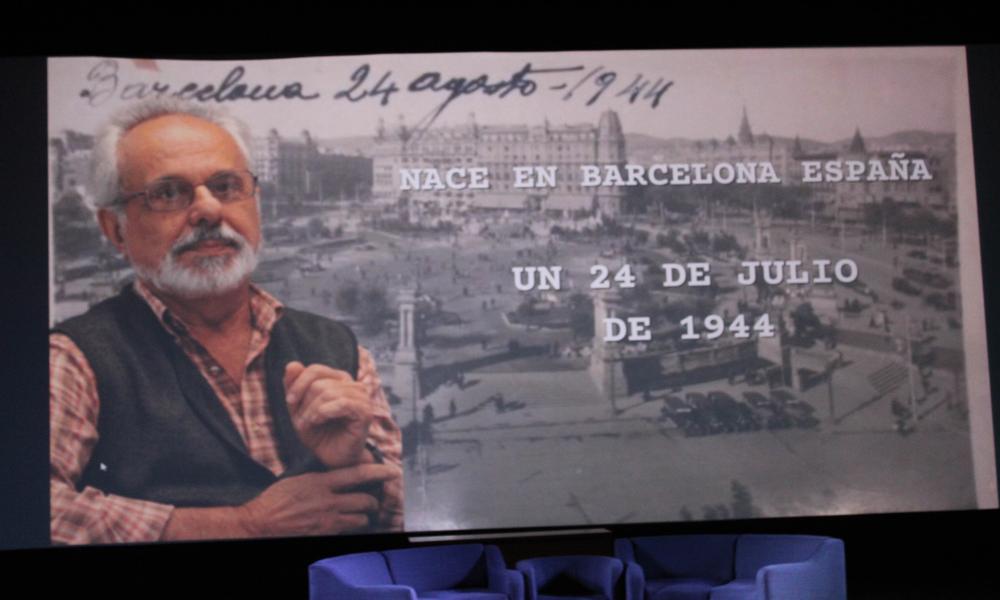 Barcelona 24 agosto - 1944
NACE EN BARCELONA ESPAÑA
UN 24 DE JULIO
DE 1944